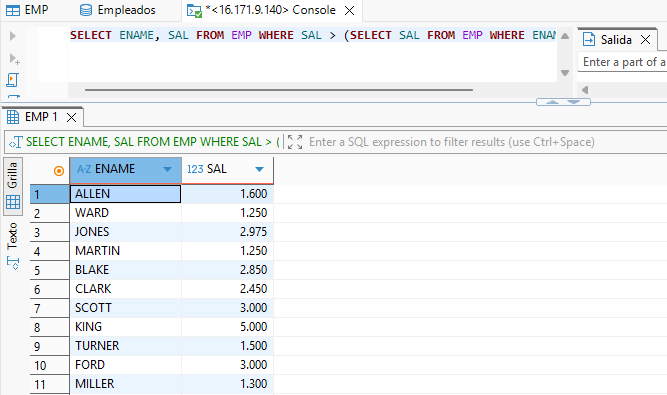 EMP Empleados *<16.171.9.140> Console
SELECT ENAME, SAL FROM EMP WHERE SAL > (SELECT SAL FROM EMP WHERE ENAM
Salida
Enter a part of a
EMP 1
SELECT ENAME, SAL FROM EMP WHERE SAL > ( Enter a SQL expression to filter results (use Ctrl+Space)
Grilla
Texto
A-Z ENAME 123 SAL
1 ALLEN 1.600
2 WARD 1.250
3 JONES 2.975
4 MARTIN 1.250
5 BLAKE 2.850
6 CLARK 2.450
7 SCOTT 3.000
8 KING 5.000
9 TURNER 1.500
10 FORD 3.000
11 MILLER 1.300